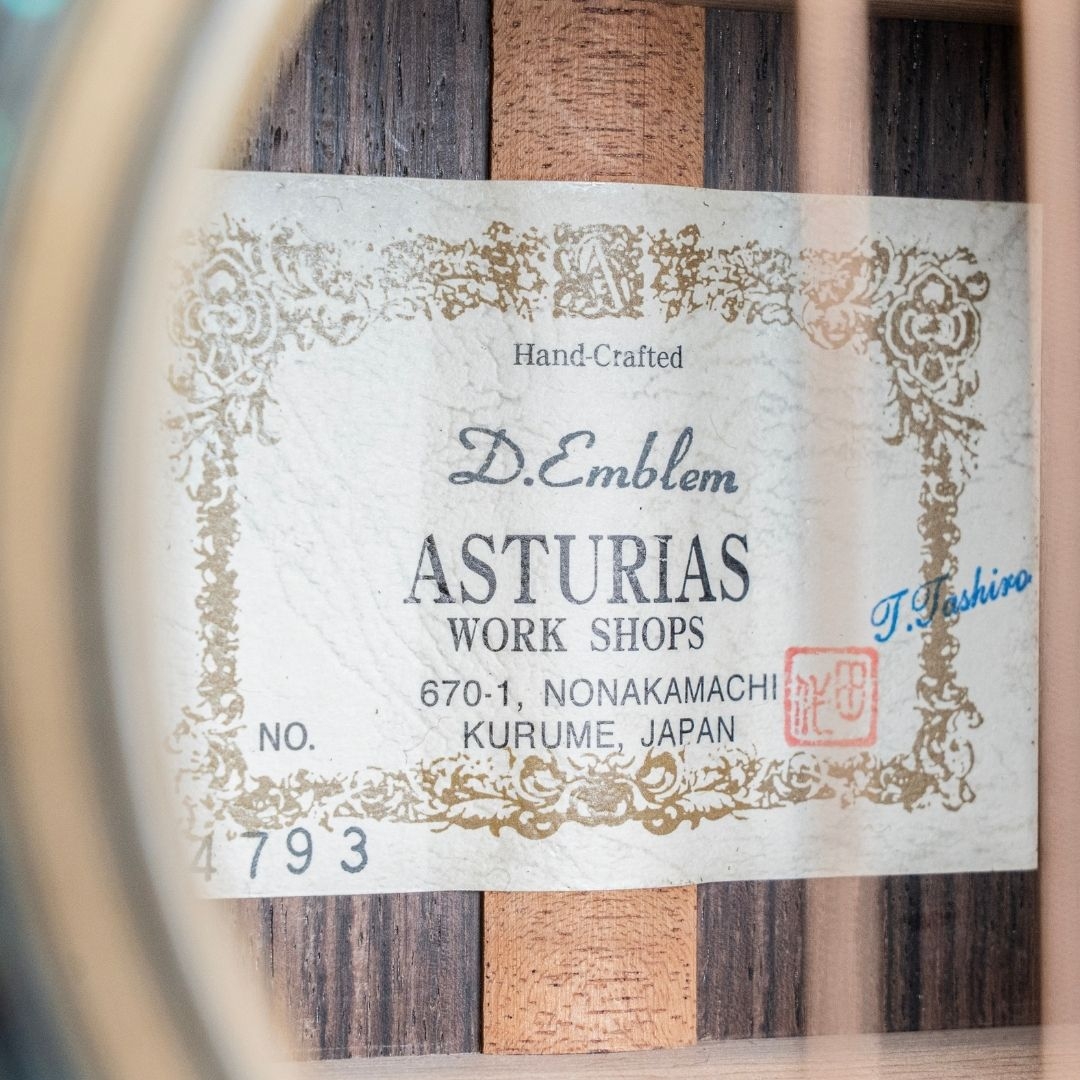 A
Hand-Crafted
D.Emblem
ASTURIAS
WORK SHOPS
T.Tashiro
670-1, NONAKAMACHI
KURUME, JAPAN
NO.
4793